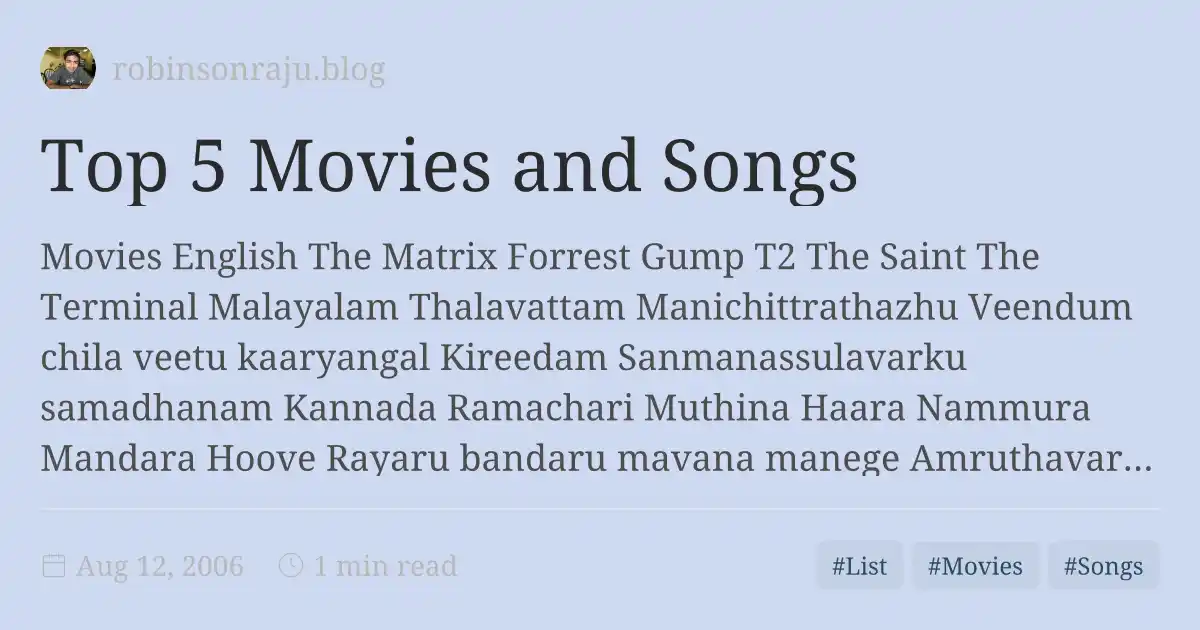 robinsonraju.blog
Top 5 Movies and Songs
Movies English The Matrix Forrest Gump T2 The Saint The
Terminal Malayalam Thalavattam Manichittrathazhu Veendum
chila veetu kaaryangal Kireedam Sanmanassulavarku
samadhanam Kannada Ramachari Muthina Haara Nammura
Mandara Hoove Rayaru bandaru mavana manege Amruthavar...
Aug 12, 2006 1 min read #List #Movies #Songs